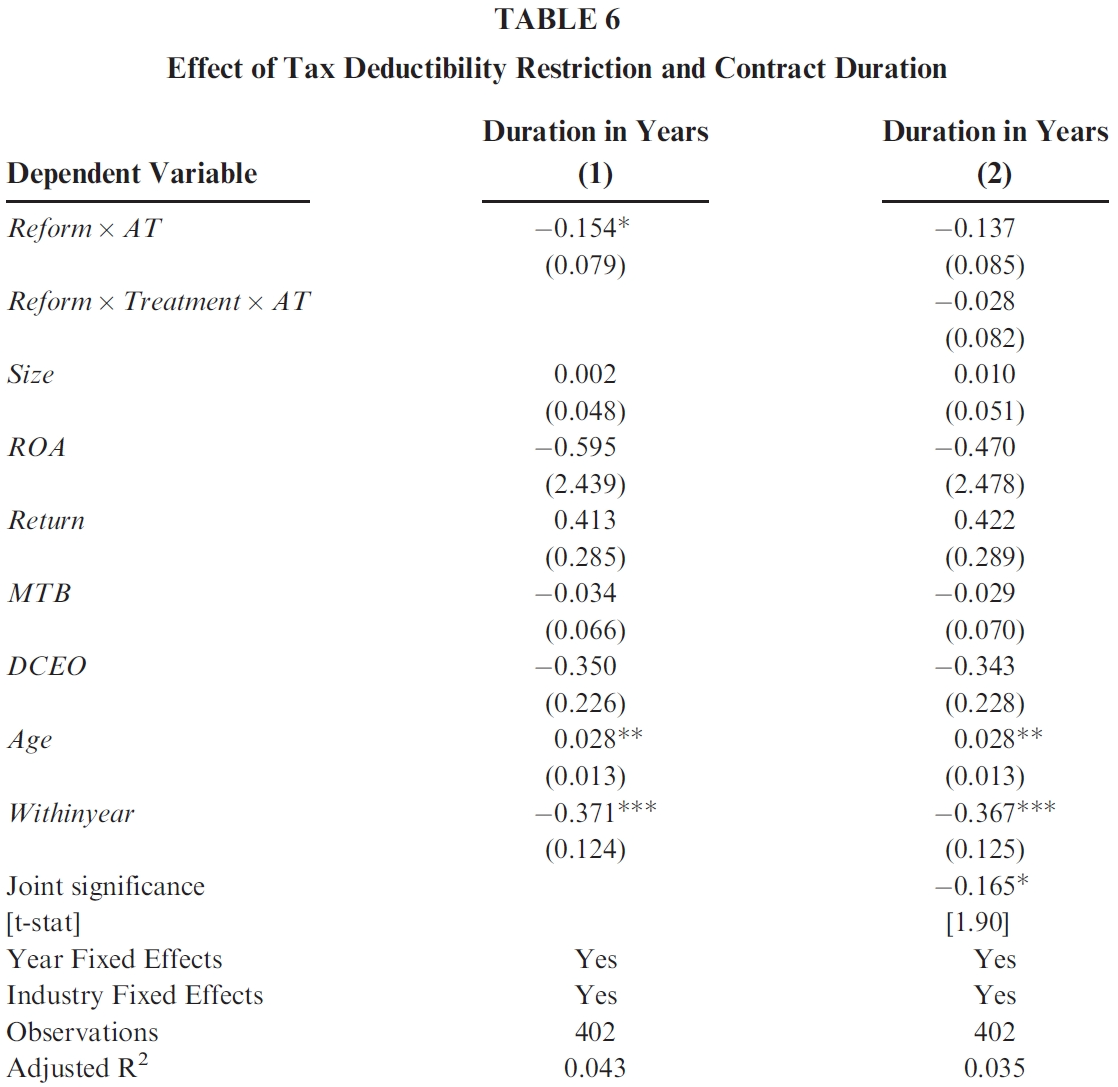 TABLE 6
Effect of Tax Deductibility Restriction and Contract Duration
Duration in Years Duration in Years
Dependent Variable (1) (2)
Reform × AT −0.154* −0.137
(0.079) (0.085)
Reform × Treatment × AT −0.028
(0.082)
Size 0.002 0.010
(0.048) (0.051)
ROA −0.595 −0.470
(2.439) (2.478)
Return 0.413 0.422
(0.285) (0.289)
MTB −0.034 −0.029
(0.066) (0.070)
DCEO −0.350 −0.343
(0.226) (0.228)
Age 0.028** 0.028**
(0.013) (0.013)
Withinyear −0.371*** −0.367***
(0.124) (0.125)
Joint significance −0.165*
[t-stat] [1.90]
Year Fixed Effects Yes Yes
Industry Fixed Effects Yes Yes
Observations 402 402
Adjusted R² 0.043 0.035